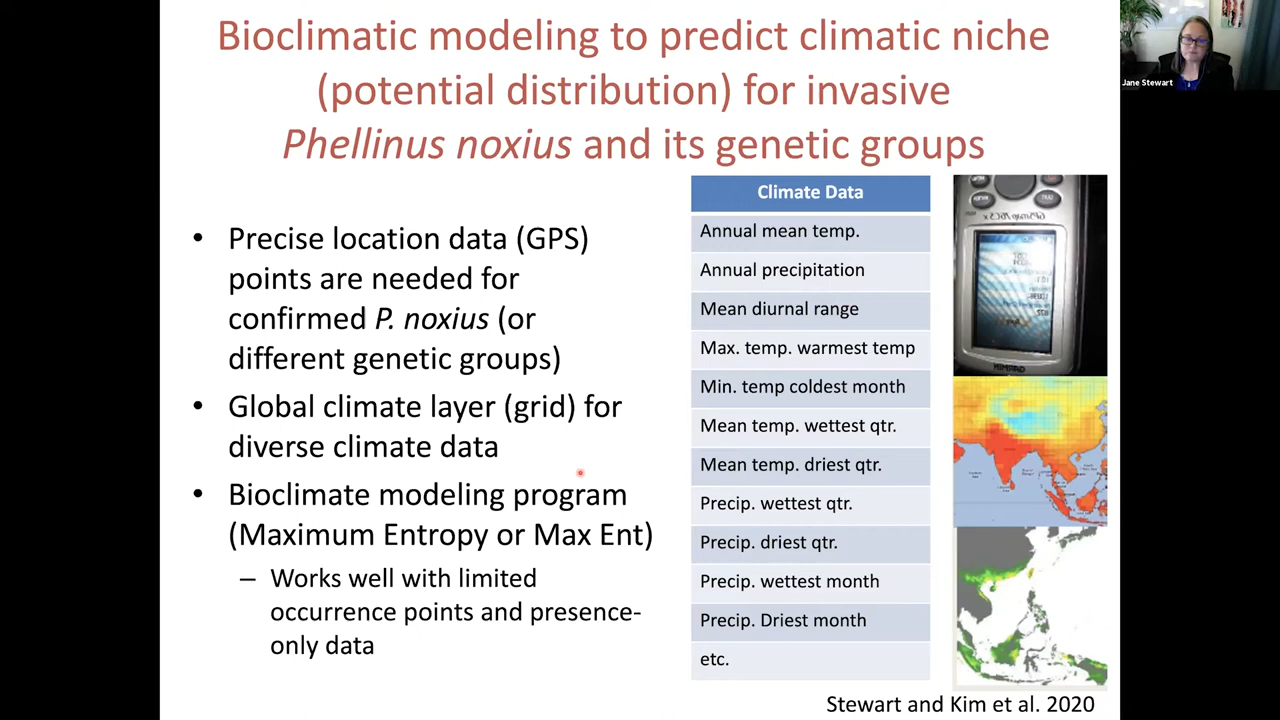 Bioclimatic modeling to predict climatic niche
(potential distribution) for invasive
Phellinus noxius and its genetic groups
Jane Stewart
• Precise location data (GPS)
points are needed for
confirmed P. noxius (or
different genetic groups)
• Global climate layer (grid) for
diverse climate data
• Bioclimate modeling program
(Maximum Entropy or Max Ent)
– Works well with limited
occurrence points and presence-
only data
Climate Data
Annual mean temp.
Annual precipitation
Mean diurnal range
Max. temp. warmest temp
Min. temp coldest month
Mean temp. wettest qtr.
Mean temp. driest qtr.
Precip. wettest qtr.
Precip. driest qtr.
Precip. wettest month
Precip. Driest month
etc.
Stewart and Kim et al. 2020